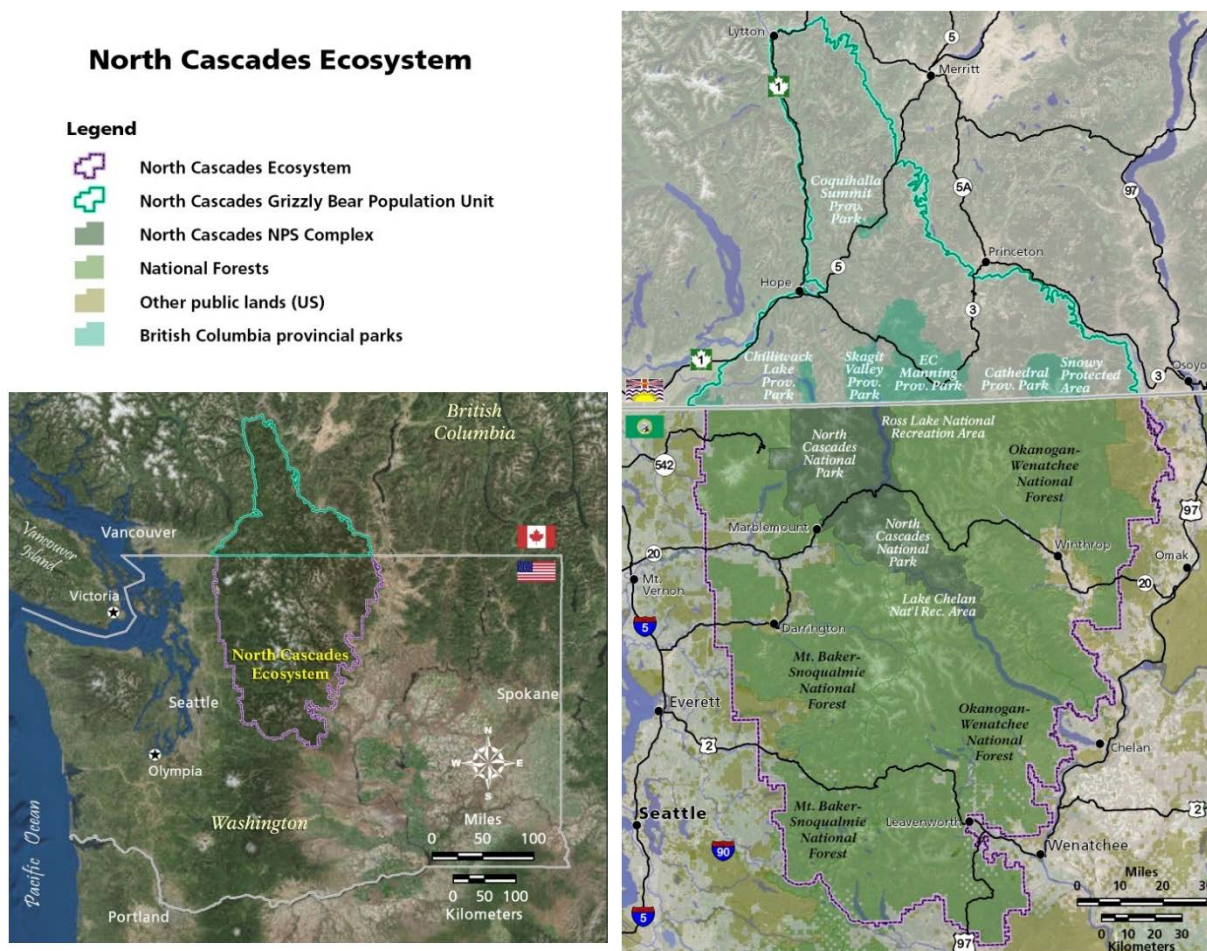 North Cascades Ecosystem
Legend
North Cascades Ecosystem
North Cascades Grizzly Bear Population Unit
North Cascades NPS Complex
National Forests
Other public lands (US)
British Columbia provincial parks
British
Columbia
Vancouver
Vancouver
Island
Victoria
North Cascades
Ecosystem
Seattle
Spokane
Olympia
N
W E
S
Washington
Miles
0 50 100
0 50 100
Kilometers
Pacific Ocean
Portland
Lytton
5
Merritt
1
Coquihalla
Summit
Prov.
Park
5A
97
Princeton
5
Hope
3
1
Chilliwack
Lake
Prov.
Park
Skagit
Valley
Prov.
Park
EC
Manning
Prov. Park
Cathedral
Prov. Park
Snowy
Protected
Area
3
Osoyo
542
North
Cascades
National
Park
Ross Lake National
Recreation Area
Okanogan-
Wenatchee
National
Forest
97
Marblemount
North
Cascades
National
Park
Winthrop
Omak
20
20
Mt.
Vernon
Lake Chelan
Nat'l Rec. Area
5
Darrington
Mt. Baker-
Snoqualmie
National
Forest
Everett
Okanogan-
Wenatchee
National
Forest
Chelan
2
2
Mt. Baker-
Snoqualmie
National
Forest
Seattle
Leavenworth
Wenatchee
90
Miles
0 10 20 30
0 10 20 30
Kilometers
5
97